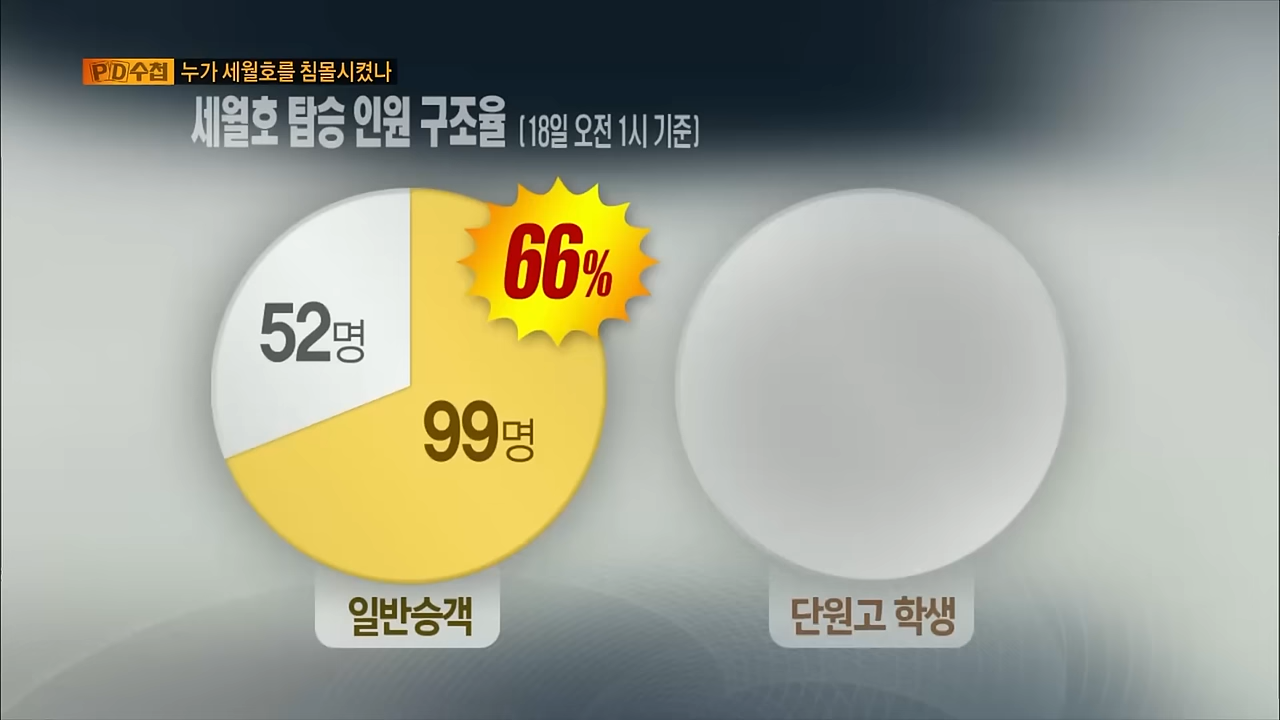 PD수첩 누가 세월호를 침몰시켰나
세월호 탑승 인원 구조율 (18일 오전 1시 기준)
66%
52명
99명
일반승객
단원고 학생